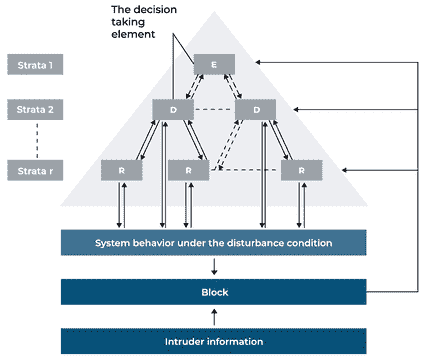 The decision
taking
element
Strata 1
E
Strata 2
D
D
Strata r
R
R
R
System behavior under the disturbance condition
Block
Intruder information